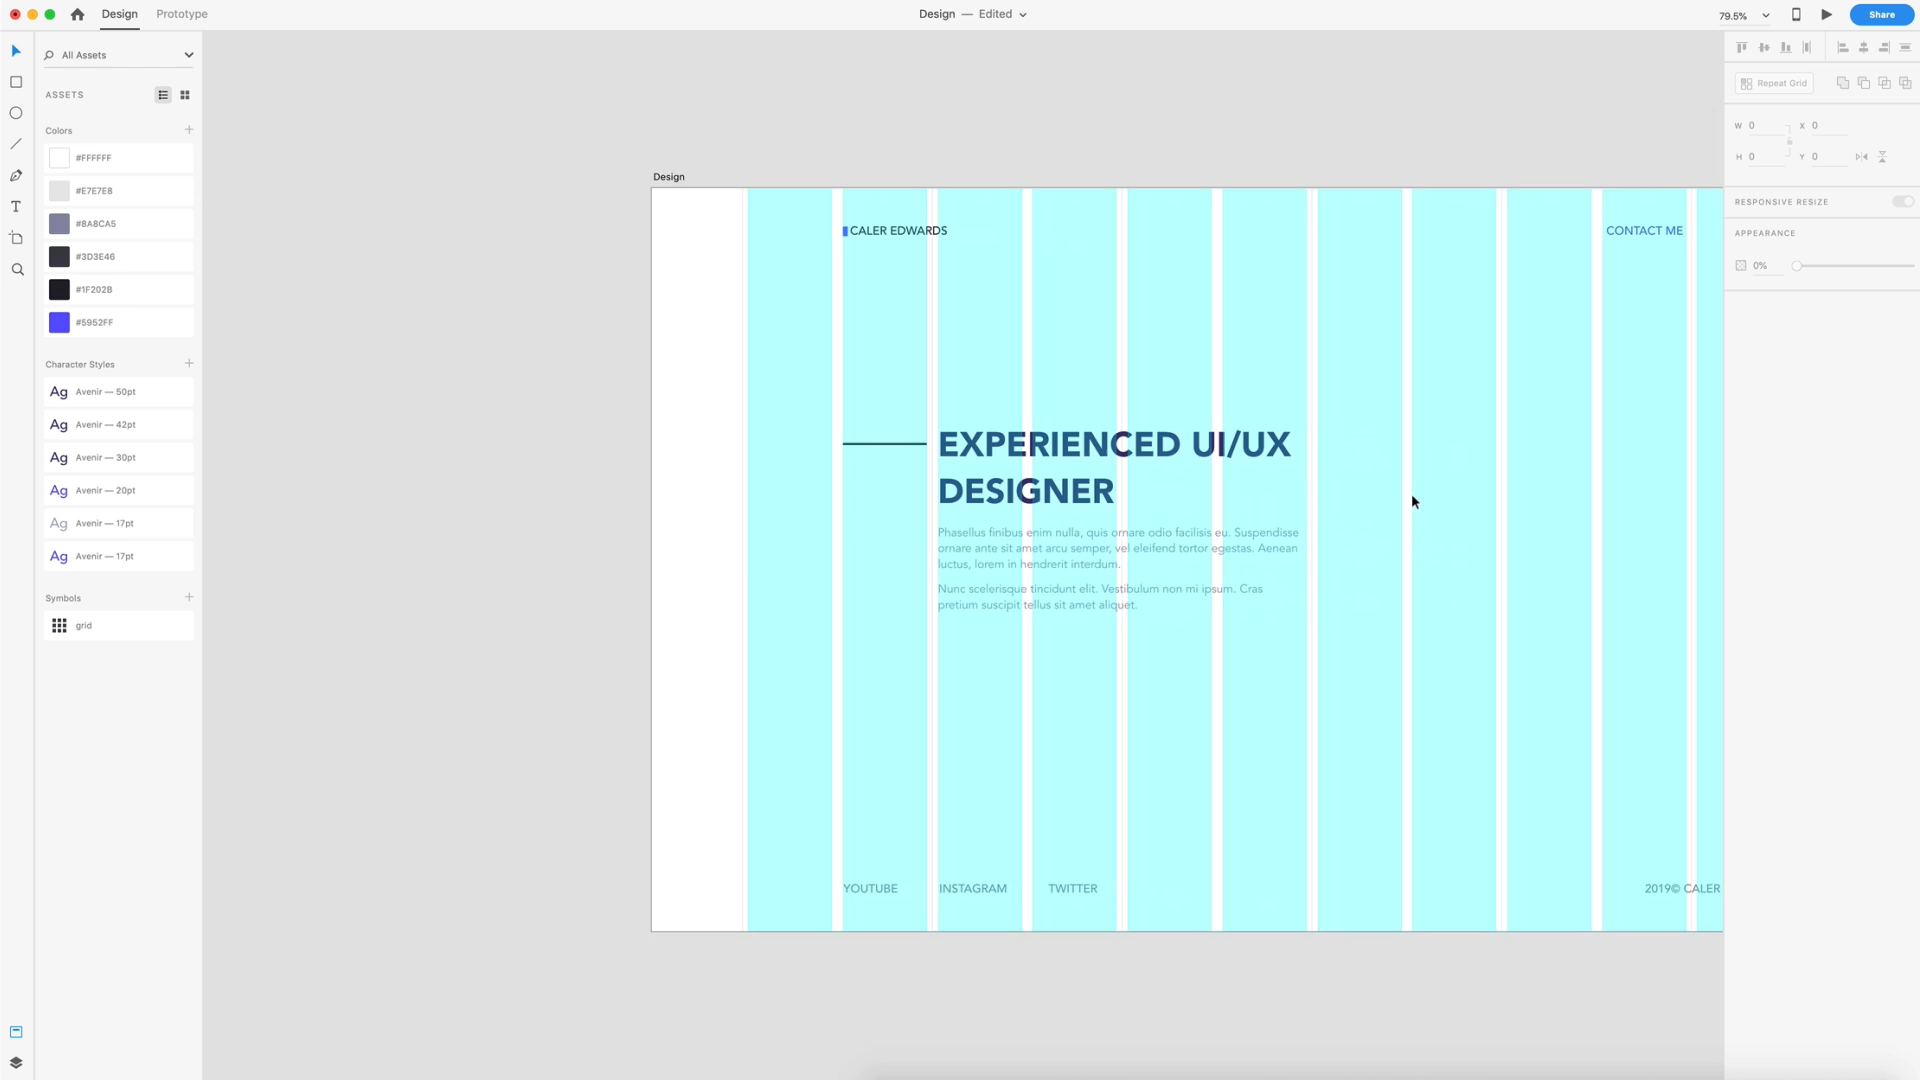 Design Prototype Design — Edited 79.5% Share
All Assets
ASSETS
Colors
#FFFFFF
#E7E7E8
#8A8CA5
#3D3E46
#1F202B
#5952FF
Character Styles
Ag Avenir — 50pt
Ag Avenir — 42pt
Ag Avenir — 30pt
Ag Avenir — 20pt
Ag Avenir — 17pt
Ag Avenir — 17pt
Symbols
grid
Design
CALER EDWARDS CONTACT ME
EXPERIENCED UI/UX
DESIGNER
Phasellus finibus enim nulla, quis ornare odio facilisis eu. Suspendisse
ornare ante sit amet arcu semper, vel eleifend tortor egestas. Aenean
luctus, lorem in hendrerit interdum.
Nunc scelerisque tincidunt elit. Vestibulum non mi ipsum. Cras
pretium suscipit tellus sit amet aliquet.
YOUTUBE INSTAGRAM TWITTER 2019© CALER
Repeat Grid
W 0 X 0
H 0 Y 0
RESPONSIVE RESIZE
APPEARANCE
0%